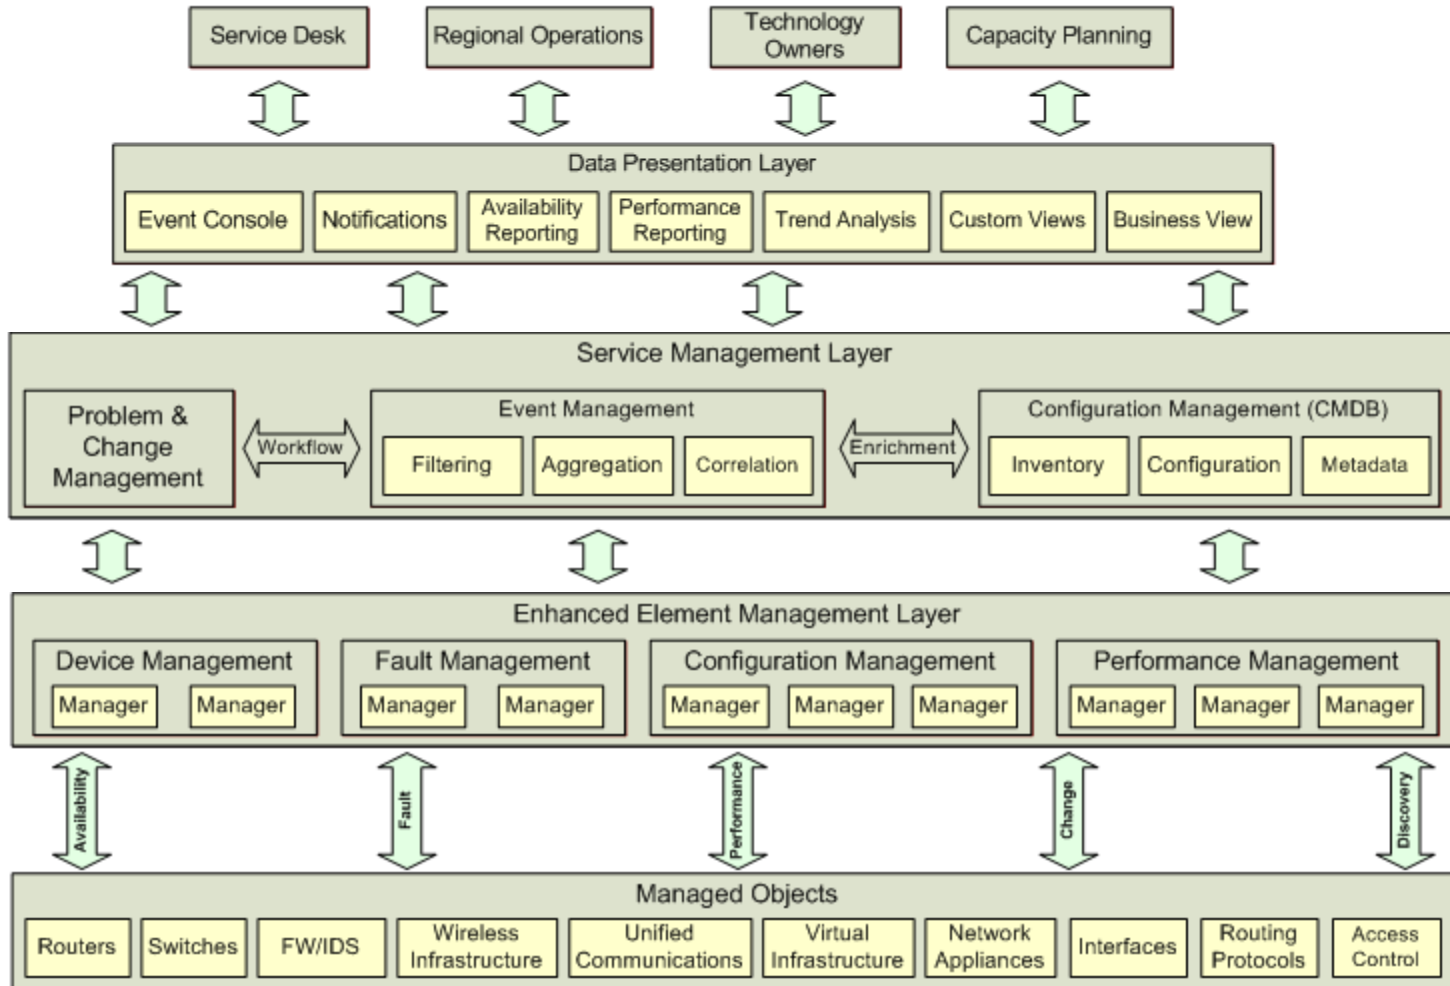 Service Desk
Regional Operations
Technology
Owners
Capacity Planning
Data Presentation Layer
Event Console
Notifications
Availability
Reporting
Performance
Reporting
Trend Analysis
Custom Views
Business View
Service Management Layer
Problem &
Change
Management
Workflow
Event Management
Filtering
Aggregation
Correlation
Enrichment
Configuration Management (CMDB)
Inventory
Configuration
Metadata
Enhanced Element Management Layer
Device Management
Manager
Manager
Fault Management
Manager
Manager
Configuration Management
Manager
Manager
Manager
Performance Management
Manager
Manager
Manager
Availability
Fault
Performance
Change
Discovery
Managed Objects
Routers
Switches
FW/IDS
Wireless
Infrastructure
Unified
Communications
Virtual
Infrastructure
Network
Appliances
Interfaces
Routing
Protocols
Access
Control